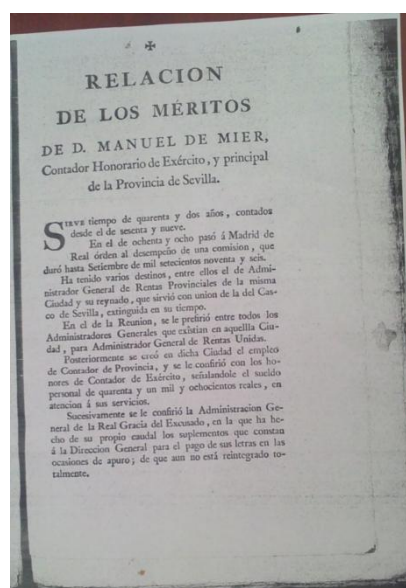 ✠
RELACION
DE LOS MÉRITOS
DE D. MANUEL DE MIER,
Contador Honorario de Exército, y principal
de la Provincia de Sevilla.
SIRVE tiempo de quarenta y dos años, contados
desde el de sesenta y nueve.
En el de ochenta y ocho pasó á Madrid de
Real órden al desempeño de una comision, que
duró hasta Setiembre de mil setecientos noventa y seis.
Ha tenido varios destinos, entre ellos el de Admi-
nistrador General de Rentas Provinciales de la misma
Ciudad y su reynado, que sirvió con union de la del Cas-
co de Sevilla, extinguida en su tiempo.
En el de la Reunion, se le prefirió entre todos los
Administradores Generales que existian en aquellla Ciu-
dad, para Administrador General de Rentas Unidas.
Posteriormente se creó en dicha Ciudad el empleo
de Contador de Provincia, y se le confirió con los ho-
nores de Contador de Exército, señalandole el sueldo
personal de quarenta y un mil y ochocientos reales, en
atencion á sus servicios.
Sucesivamente se le confirió la Administracion Ge-
neral de la Real Gracia del Excusado, en la que ha he-
cho de su propio caudal los suplementos que constan
á la Direccion General para el pago de sus letras en las
ocasiones de apuro; de que aun no está reintegrado to-
talmente.